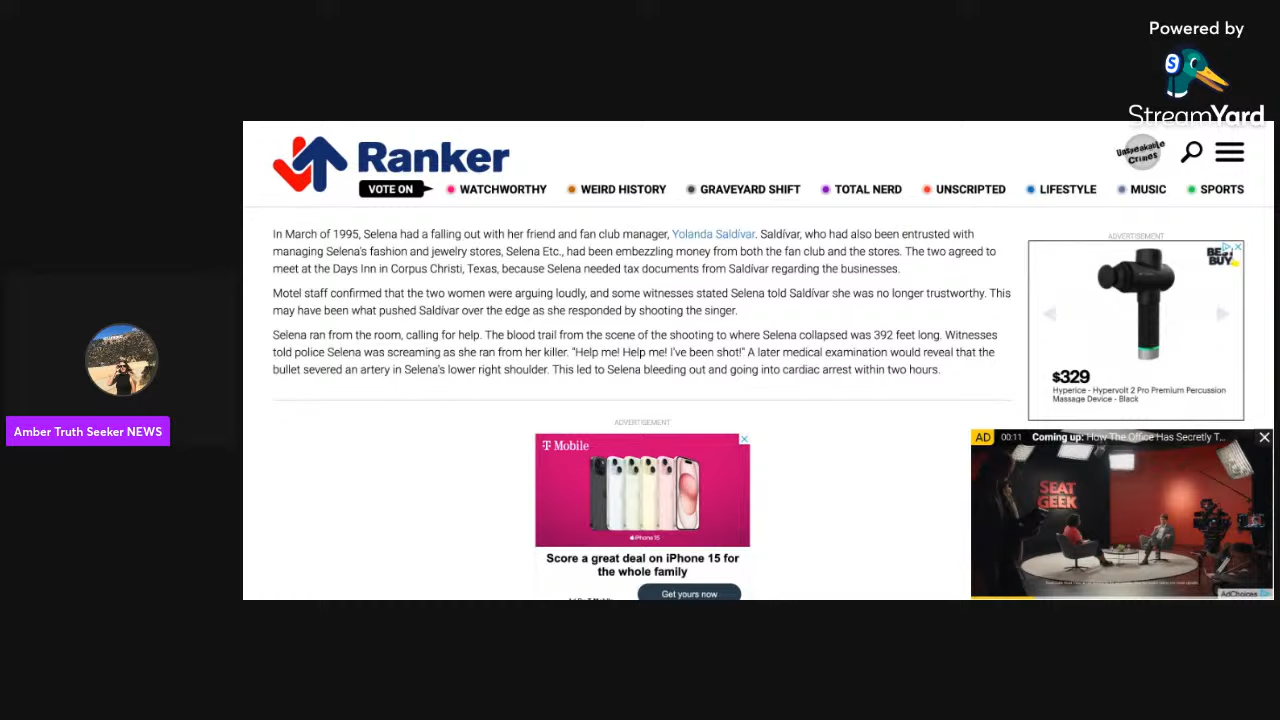 Powered by
S
StreamYard
Ranker
Unspeakable Crimes
VOTE ON
WATCHWORTHY
WEIRD HISTORY
GRAVEYARD SHIFT
TOTAL NERD
UNSCRIPTED
LIFESTYLE
MUSIC
SPORTS
In March of 1995, Selena had a falling out with her friend and fan club manager, Yolanda Saldívar. Saldívar, who had also been entrusted with
managing Selena's fashion and jewelry stores, Selena Etc., had been embezzling money from both the fan club and the stores. The two agreed to
meet at the Days Inn in Corpus Christi, Texas, because Selena needed tax documents from Saldívar regarding the businesses.
Motel staff confirmed that the two women were arguing loudly, and some witnesses stated Selena told Saldívar she was no longer trustworthy. This
may have been what pushed Saldívar over the edge as she responded by shooting the singer.
Selena ran from the room, calling for help. The blood trail from the scene of the shooting to where Selena collapsed was 392 feet long. Witnesses
told police Selena was screaming as she ran from her killer. "Help me! Help me! I've been shot!" A later medical examination would reveal that the
bullet severed an artery in Selena's lower right shoulder. This led to Selena bleeding out and going into cardiac arrest within two hours.
ADVERTISEMENT
BEST BUY
$329
Hyperice - Hypervolt 2 Pro Premium Percussion
Massage Device - Black
ADVERTISEMENT
T Mobile
iPhone 15
Score a great deal on iPhone 15 for
the whole family
Get yours now
AD 00:11 Coming up: How The Office Has Secretly T...
SEAT
GEEK
AdChoices
Amber Truth Seeker NEWS